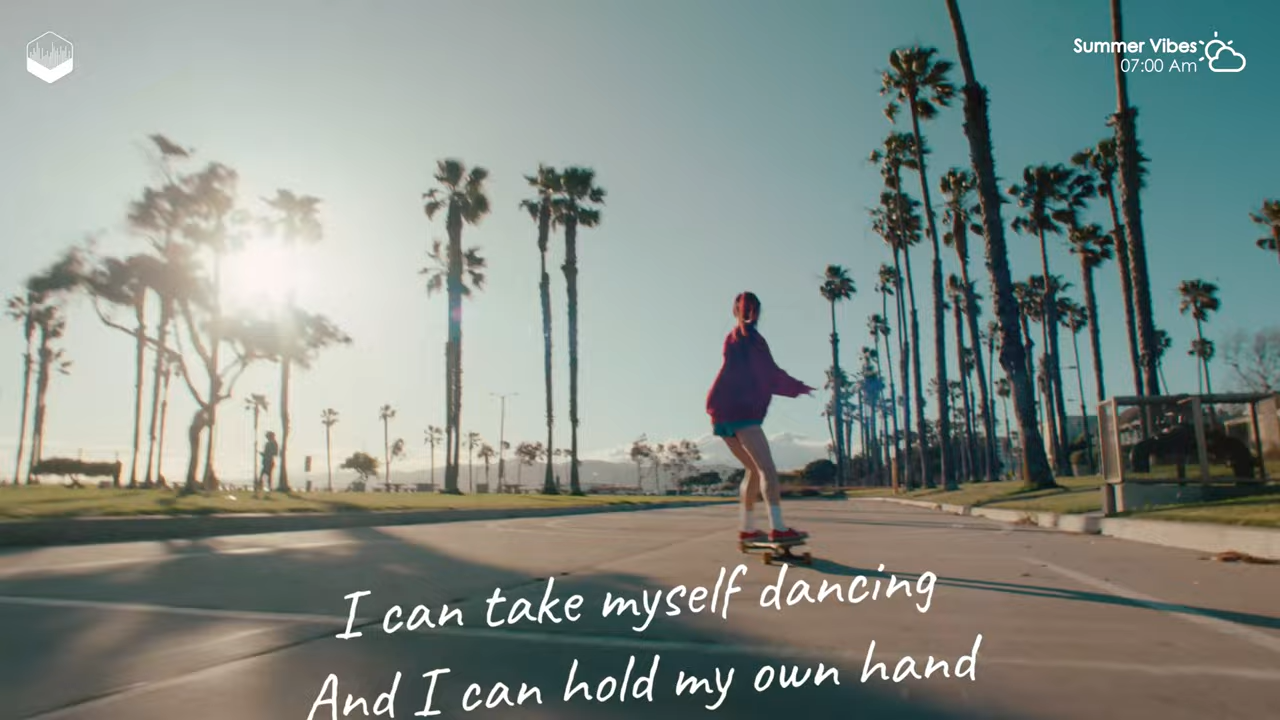 Summer Vibes
07:00 Am
I can take myself dancing
And I can hold my own hand